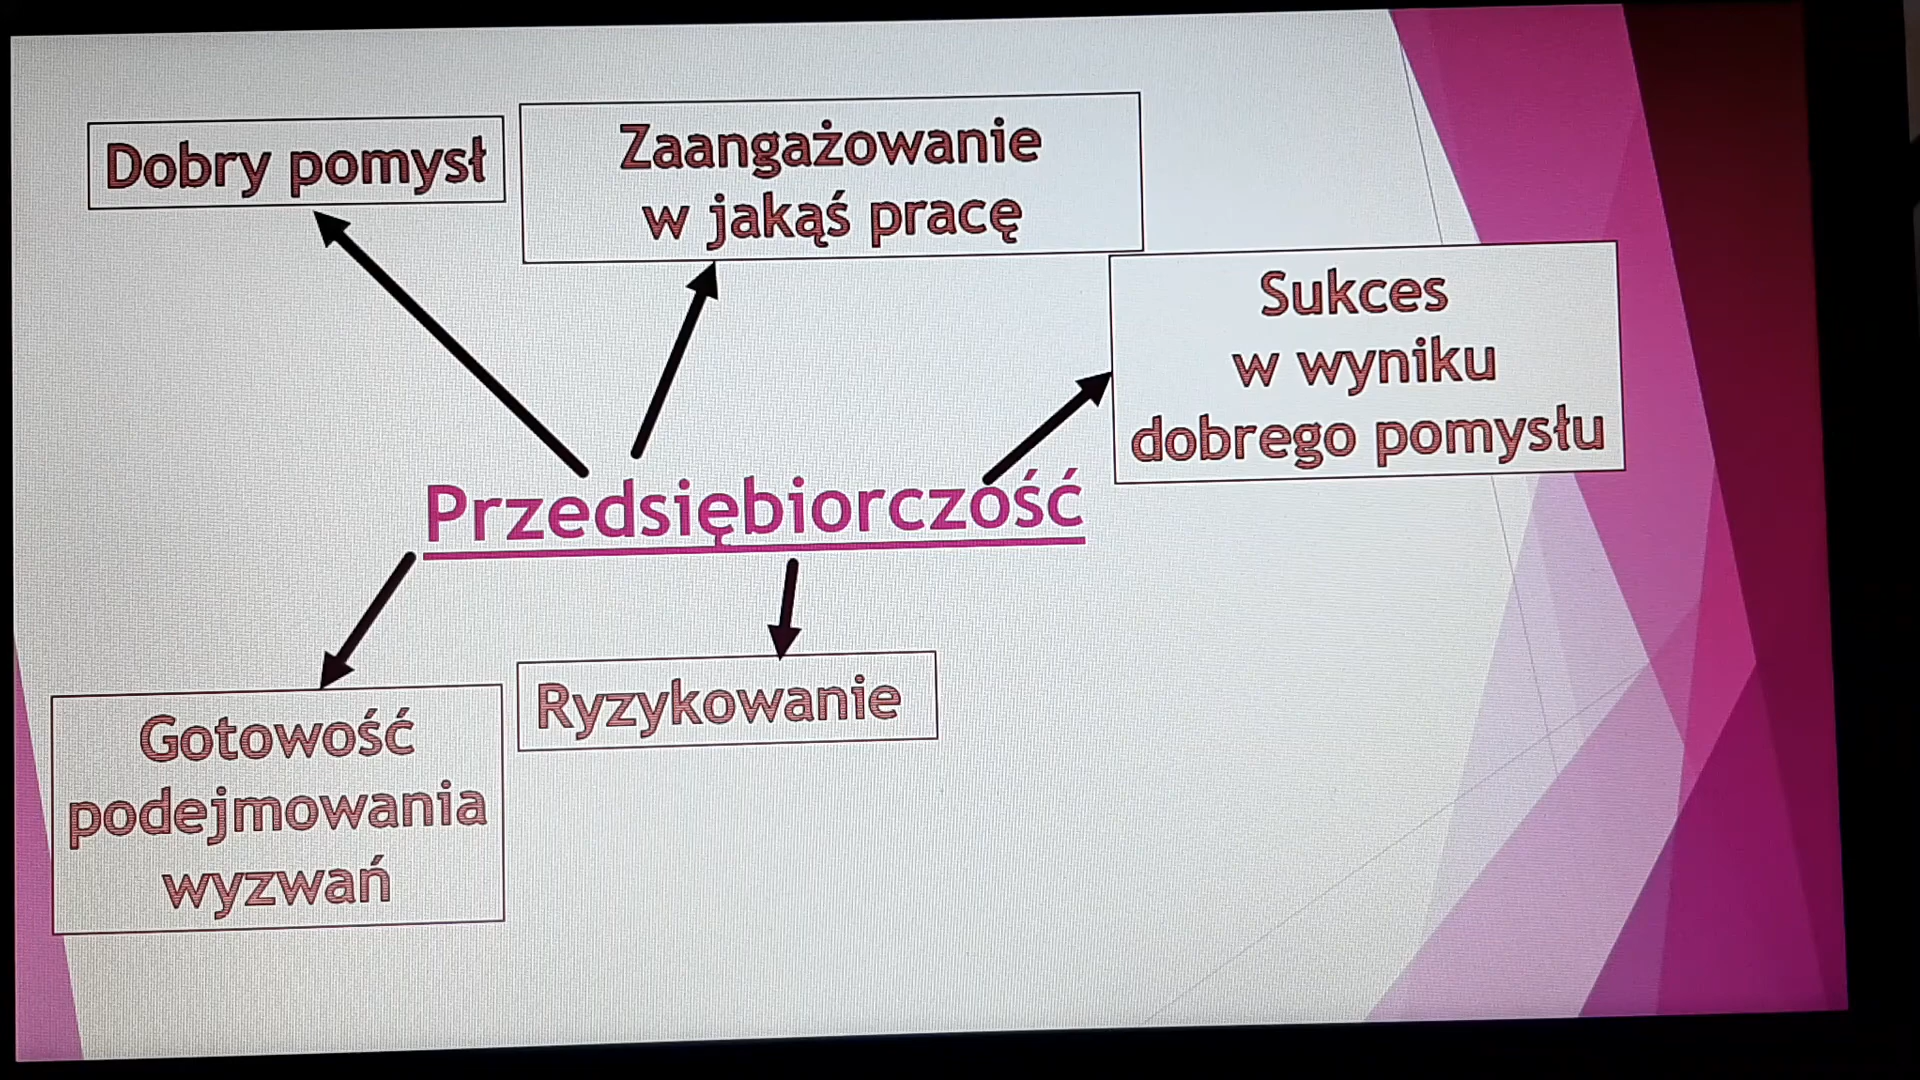 Dobry pomysł
Zaangażowanie
w jakąś pracę
Sukces
w wyniku
dobrego pomysłu
Przedsiębiorczość
Gotowość
podejmowania
wyzwań
Ryzykowanie